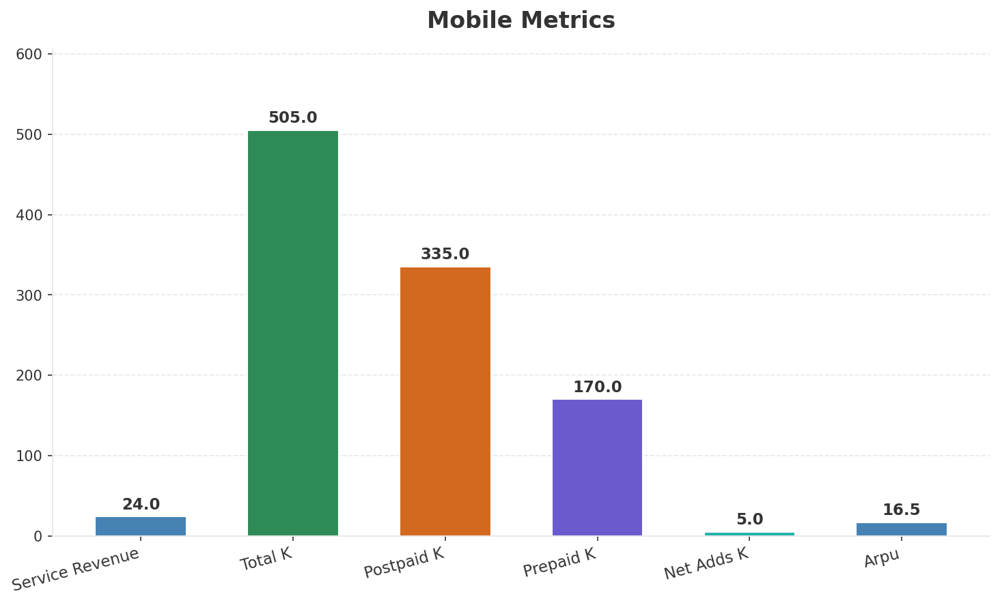 Mobile Metrics
600
500
400
300
200
100
0
24.0
505.0
335.0
170.0
5.0
16.5
Service Revenue
Total K
Postpaid K
Prepaid K
Net Adds K
Arpu